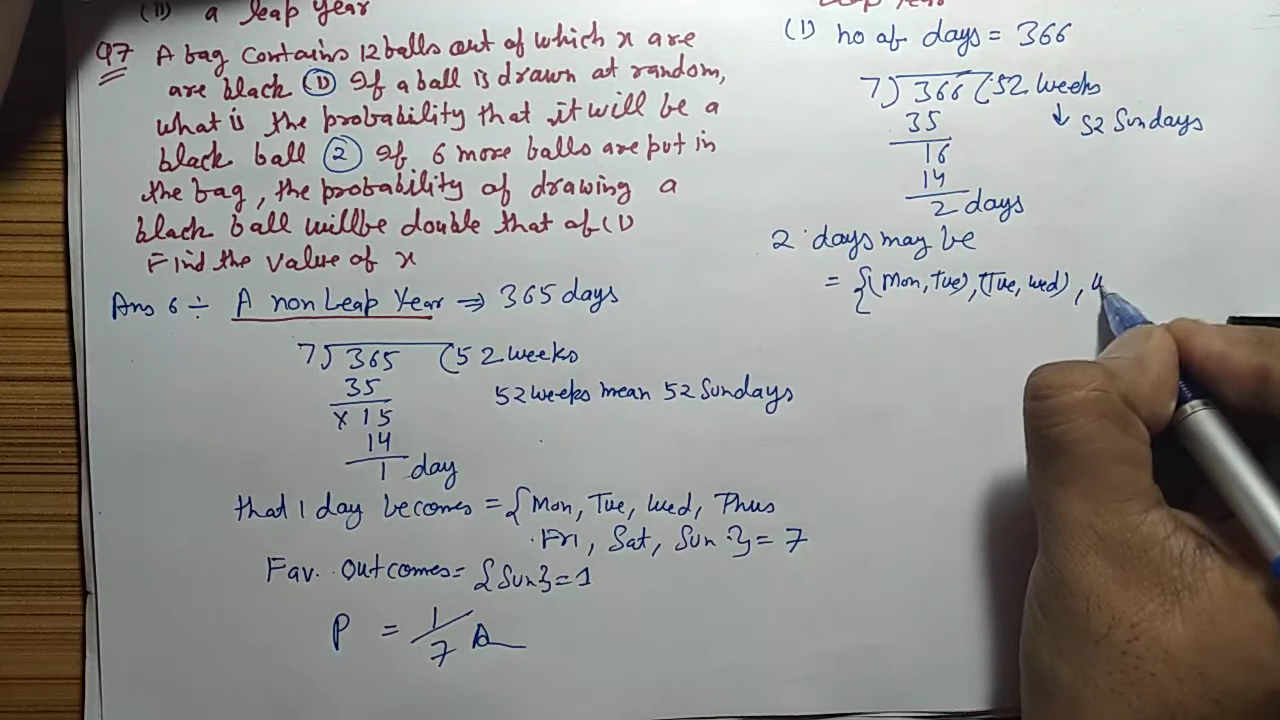 (II) a leap year
Q7 A bag contains 12 balls out of which x are
are black (1) If a ball is drawn at random,
what is the probability that it will be a
black ball (2) If 6 more balls are put in
the bag, the probability of drawing a
black ball will be double that of (1)
Find the value of x
Ans 6 ÷ A non Leap Year ⇒ 365 days
7) 365 (52 weeks
35
x 15
14
1 day
52 weeks mean 52 Sundays
that 1 day becomes = {Mon, Tue, Wed, Thus
Fri, Sat, Sun } = 7
Fav. Outcomes = {Sun} = 1
P = 1/7 A
Leap Year
(1) no of days = 366
7) 366 (52 weeks
↓ 52 Sundays
35
16
14
2 days
2 days may be
= {(Mon, Tue), (Tue, Wed),